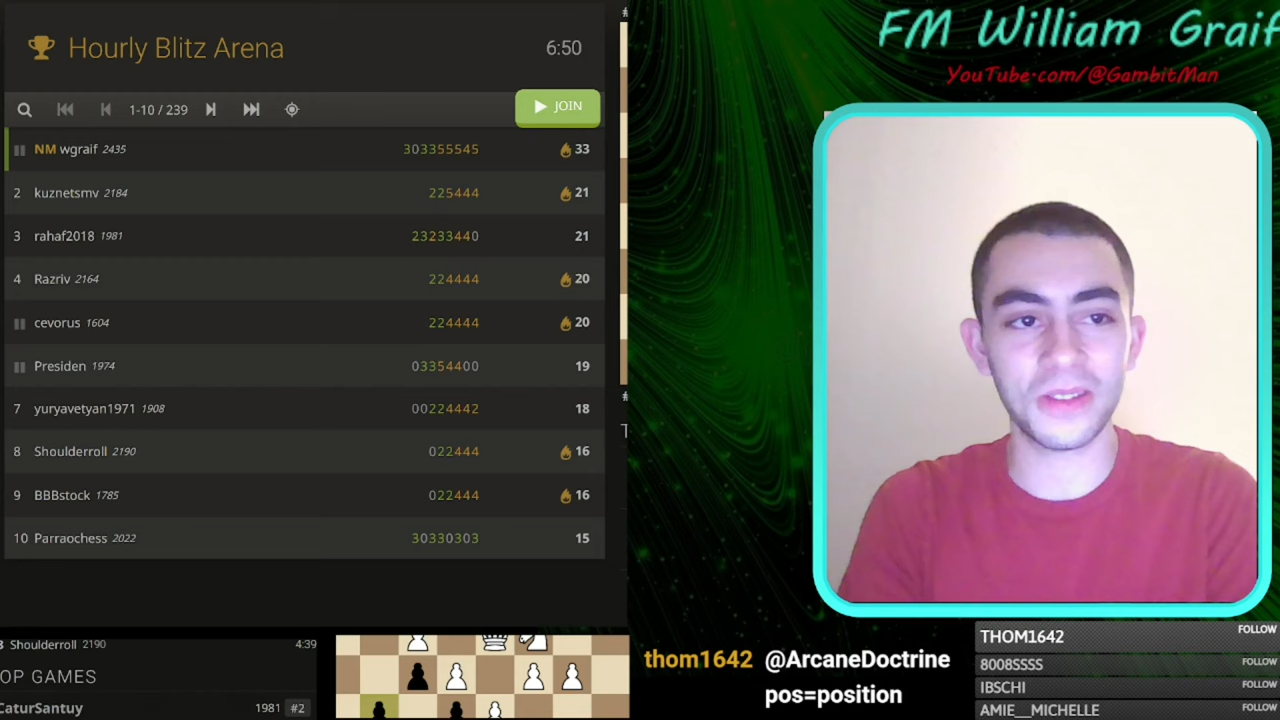 Hourly Blitz Arena
6:50
1-10 / 239
JOIN
NM wgraif 2435 303355545 33
2 kuznetsmv 2184 225444 21
3 rahaf2018 1981 23233440 21
4 Razriv 2164 224444 20
cevorus 1604 224444 20
Presiden 1974 03354400 19
7 yuryavetyan1971 1908 00224442 18
8 Shoulderroll 2190 022444 16
9 BBBstock 1785 022444 16
10 Parraochess 2022 30330303 15
Shoulderroll 2190 4:39
OP GAMES
CaturSantuy 1981 #2
FM William Graif
YouTube.com/@GambitMan
thom1642 @ArcaneDoctrine
pos=position
THOM1642 FOLLOW
8008SSSS FOLLOW
IBSCHI FOLLOW
AME__MICHELLE FOLLOW